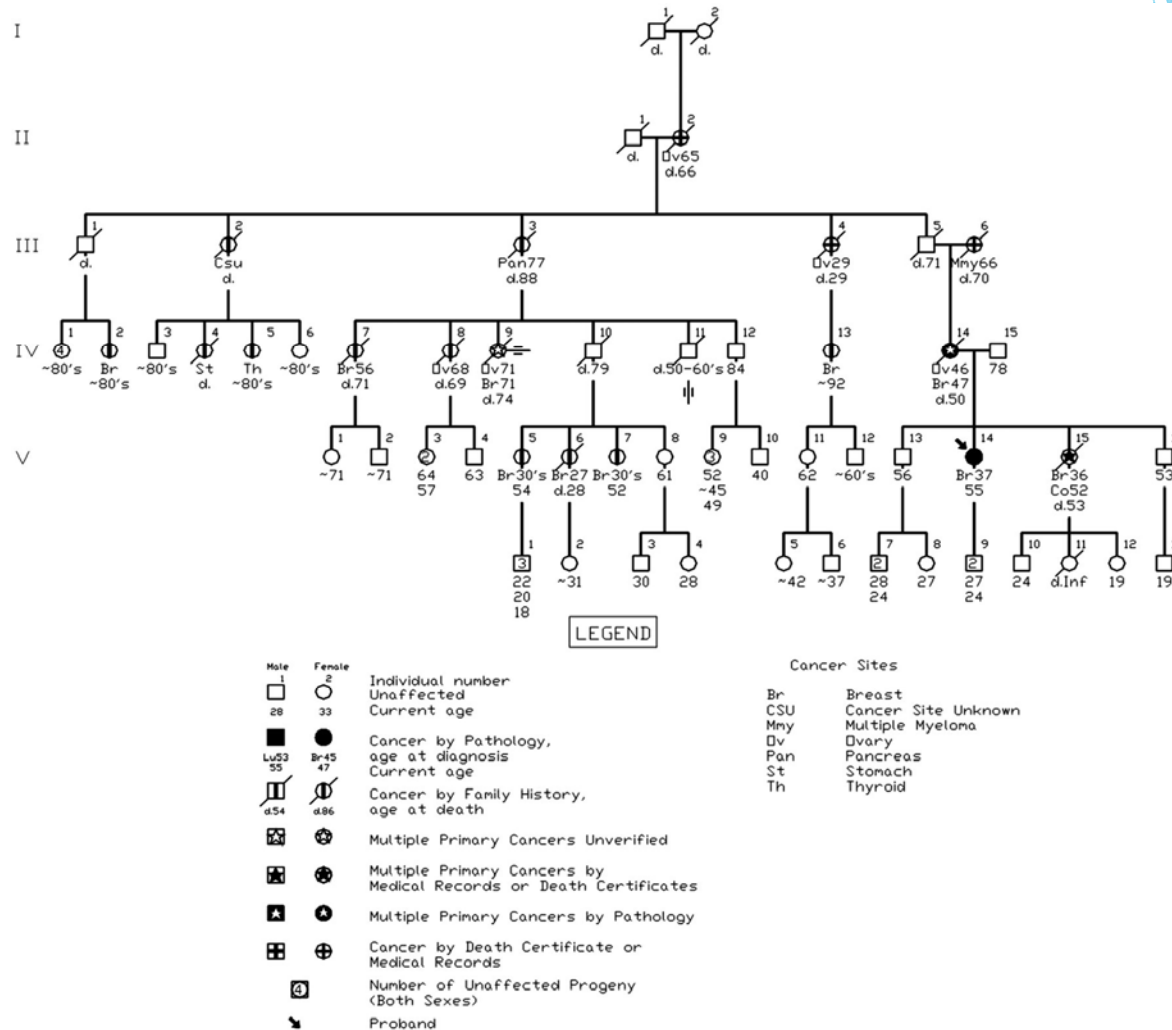 I
1 2
d. d.
II
1 2
d. Ov65
d.66
III
1 2 3 4 5 6
d. Csu Pan77 Ov29 d.71 Mmy66
d. d.88 d.29 d.70
IV
1 2 3 4 5 6 7 8 9 10 11 12 13 14 15
4
~80's Br ~80's St Th ~80's Br56 Ov68 Ov71 d.79 d.50-60's 84 Br Ov46 78
~80's d. ~80's d.71 d.69 Br71 ~92 Br47
d.74 d.50
V
1 2 3 4 5 6 7 8 9 10 11 12 13 14 15
2 3
~71 ~71 64 63 Br30's Br27 Br30's 61 52 40 62 ~60's 56 Br37 Br36 53
57 54 d.28 52 ~45 55 Co52
49 d.53
1 2 3 4 5 6 7 8 9 10 11 12
3 2 2
22 ~31 30 28 ~42 ~37 28 27 27 24 d.Inf 19 19
20 24 24
18
LEGEND
Male Female
1 2 Individual number
Unaffected
28 33 Current age
Cancer by Pathology,
Lu53 Br45 age at diagnosis
55 47 Current age
Cancer by Family History,
d.54 d.86 age at death
Multiple Primary Cancers Unverified
Multiple Primary Cancers by
Medical Records or Death Certificates
Multiple Primary Cancers by Pathology
Cancer by Death Certificate or
Medical Records
4 Number of Unaffected Progeny
(Both Sexes)
Proband
Cancer Sites
Br Breast
CSU Cancer Site Unknown
Mmy Multiple Myeloma
Ov Ovary
Pan Pancreas
St Stomach
Th Thyroid